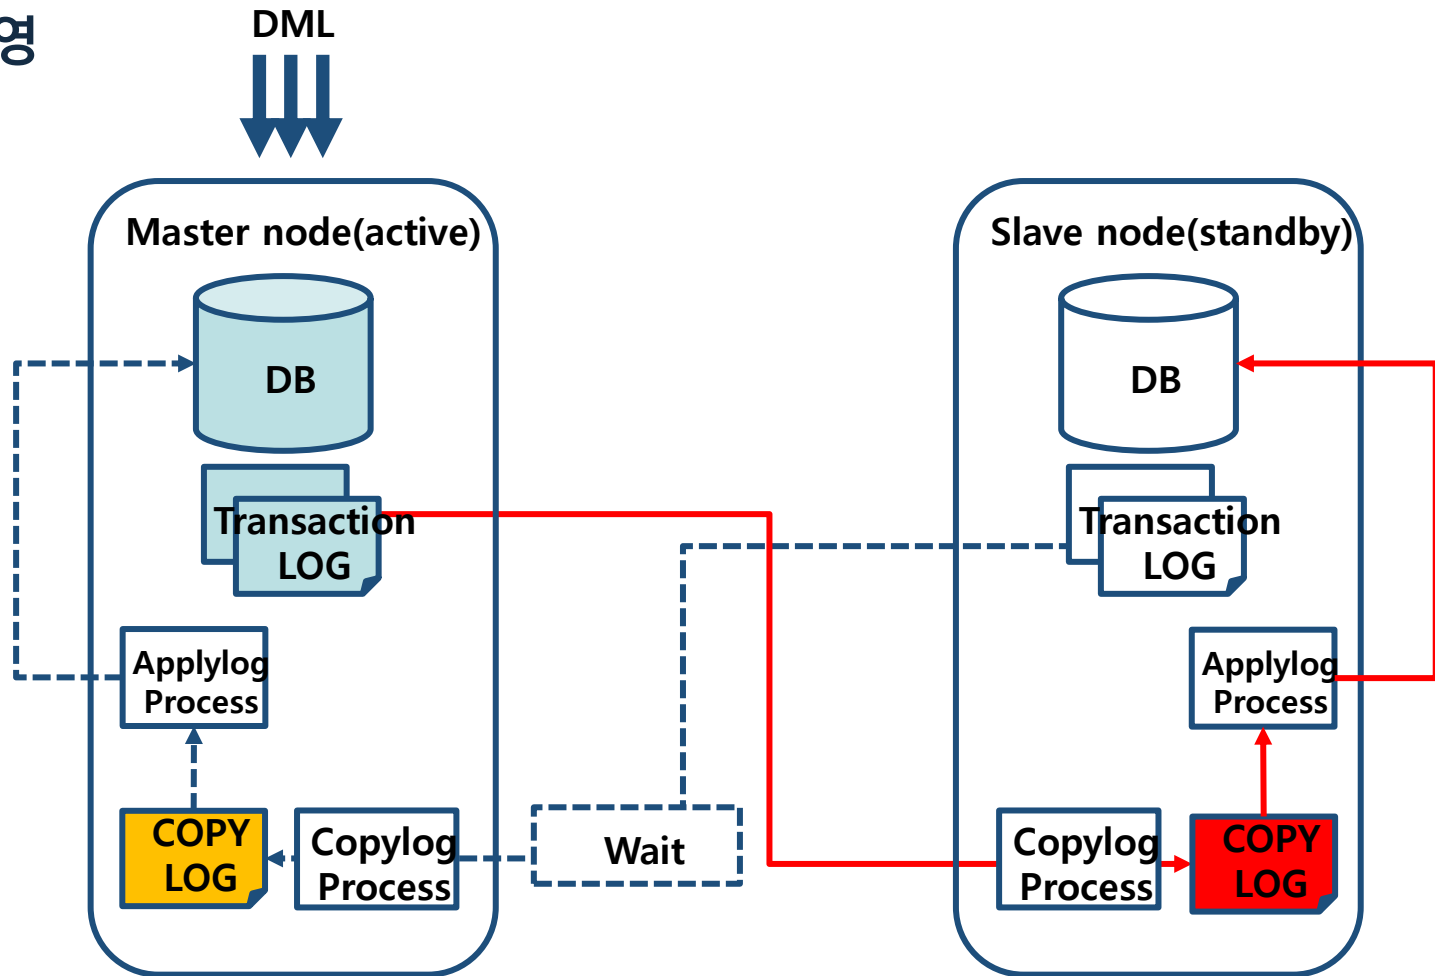 영
DML
Master node(active)
DB
Transaction
LOG
Applylog
Process
COPY
LOG
Copylog
Process
Wait
Slave node(standby)
DB
Transaction
LOG
Applylog
Process
Copylog
Process
COPY
LOG